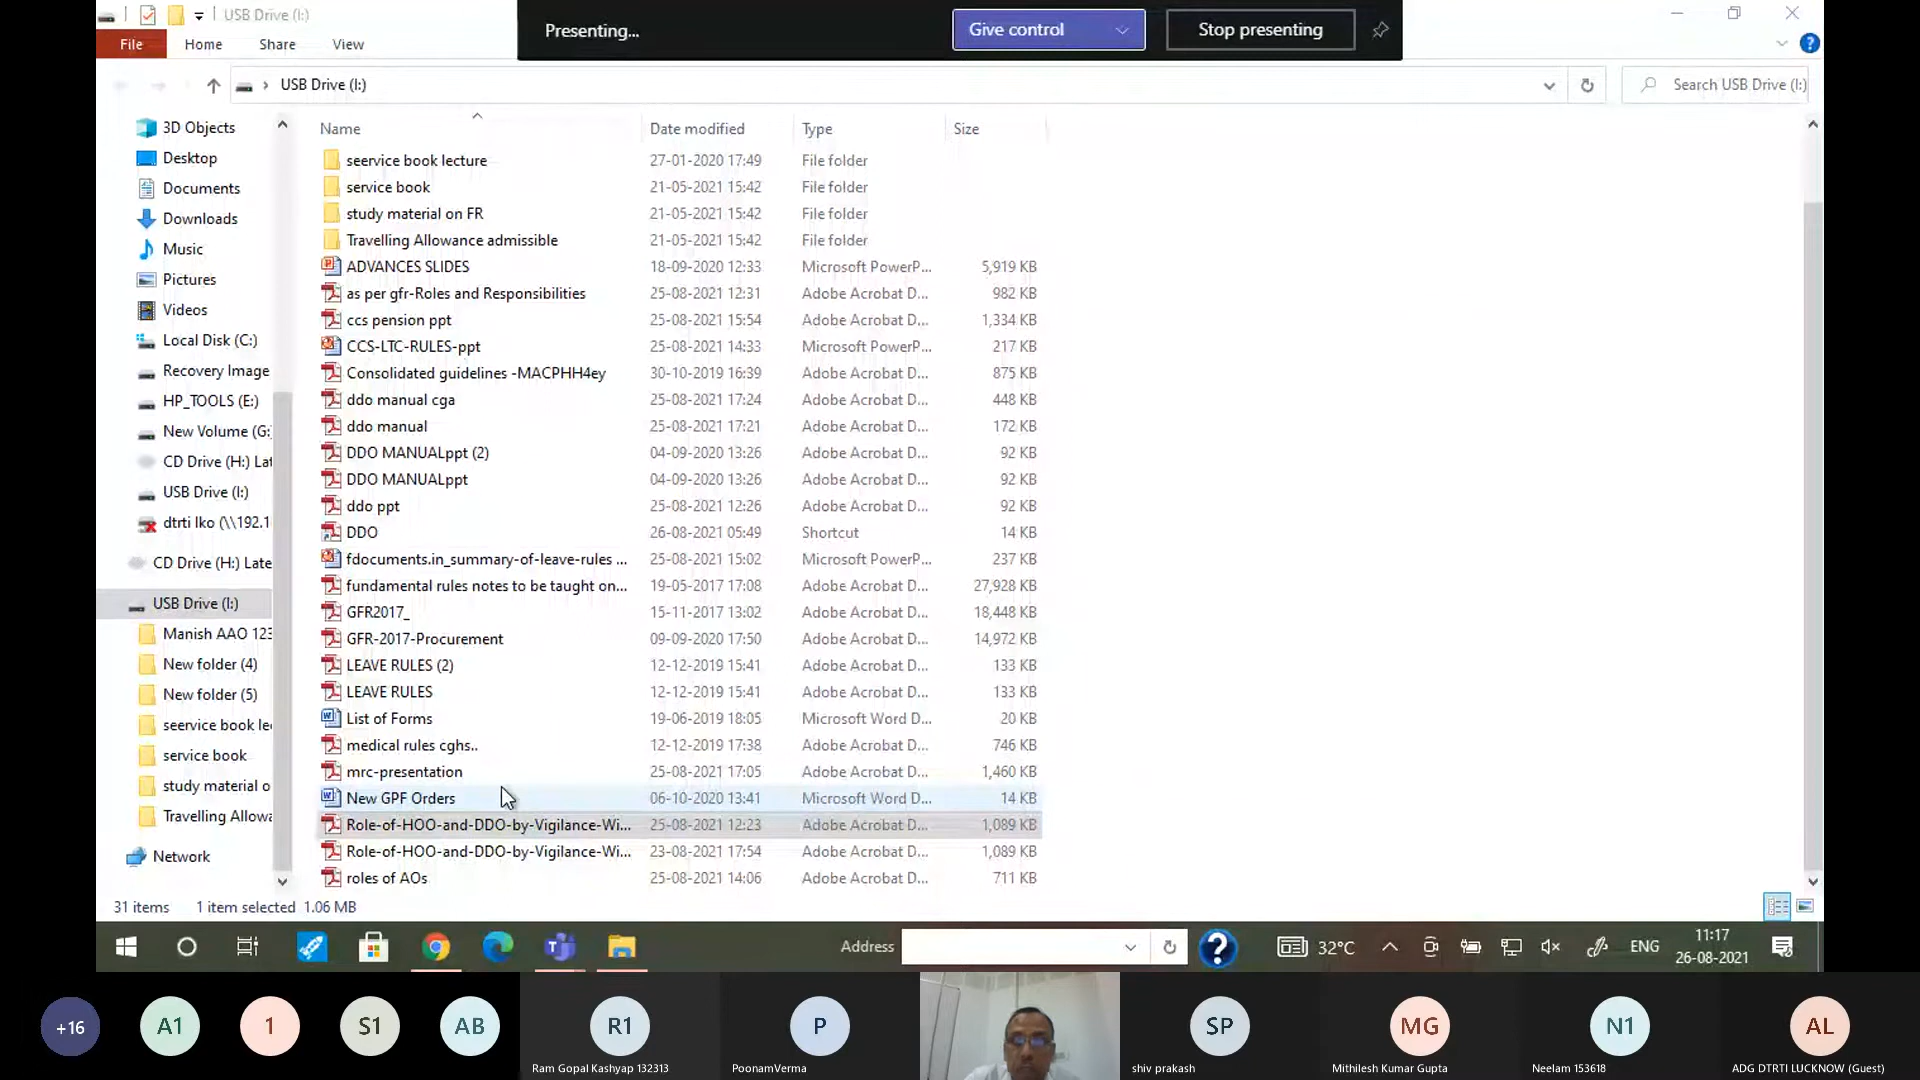 USB Drive (I:)
Presenting...
Give control
Stop presenting
File
Home
Share
View
USB Drive (I:)
Search USB Drive (I:)
Name
Date modified
Type
Size
3D Objects
Desktop
Documents
Downloads
Music
Pictures
Videos
Local Disk (C:)
Recovery Image
HP_TOOLS (E:)
New Volume (G:
CD Drive (H:) Lat
USB Drive (I:)
dtrti lko (\\192.1
CD Drive (H:) Late
USB Drive (I:)
Manish AAO 123
New folder (4)
New folder (5)
seervice book le
service book
study material o
Travelling Allowa
Network
seervice book lecture 27-01-2020 17:49 File folder
service book 21-05-2021 15:42 File folder
study material on FR 21-05-2021 15:42 File folder
Travelling Allowance admissible 21-05-2021 15:42 File folder
ADVANCES SLIDES 18-09-2020 12:33 Microsoft PowerP... 5,919 KB
as per gfr-Roles and Responsibilities 25-08-2021 12:31 Adobe Acrobat D... 982 KB
ccs pension ppt 25-08-2021 15:54 Adobe Acrobat D... 1,334 KB
CCS-LTC-RULES-ppt 25-08-2021 14:33 Microsoft PowerP... 217 KB
Consolidated guidelines -MACPHH4ey 30-10-2019 16:39 Adobe Acrobat D... 875 KB
ddo manual cga 25-08-2021 17:24 Adobe Acrobat D... 448 KB
ddo manual 25-08-2021 17:21 Adobe Acrobat D... 172 KB
DDO MANUALppt (2) 04-09-2020 13:26 Adobe Acrobat D... 92 KB
DDO MANUALppt 04-09-2020 13:26 Adobe Acrobat D... 92 KB
ddo ppt 25-08-2021 12:26 Adobe Acrobat D... 92 KB
DDO 26-08-2021 05:49 Shortcut 14 KB
fdocuments.in_summary-of-leave-rules ... 25-08-2021 15:02 Microsoft PowerP... 237 KB
fundamental rules notes to be taught on... 19-05-2017 17:08 Adobe Acrobat D... 27,928 KB
GFR2017_ 15-11-2017 13:02 Adobe Acrobat D... 18,448 KB
GFR-2017-Procurement 09-09-2020 17:50 Adobe Acrobat D... 14,972 KB
LEAVE RULES (2) 12-12-2019 15:41 Adobe Acrobat D... 133 KB
LEAVE RULES 12-12-2019 15:41 Adobe Acrobat D... 133 KB
List of Forms 19-06-2019 18:05 Microsoft Word D... 20 KB
medical rules cghs.. 12-12-2019 17:38 Adobe Acrobat D... 746 KB
mrc-presentation 25-08-2021 17:05 Adobe Acrobat D... 1,460 KB
New GPF Orders 06-10-2020 13:41 Microsoft Word D... 14 KB
Role-of-HOO-and-DDO-by-Vigilance-Wi... 25-08-2021 12:23 Adobe Acrobat D... 1,089 KB
Role-of-HOO-and-DDO-by-Vigilance-Wi... 23-08-2021 17:54 Adobe Acrobat D... 1,089 KB
roles of AOs 25-08-2021 14:06 Adobe Acrobat D... 711 KB
31 items 1 item selected 1.06 MB
Address
32°C
ENG
11:17
26-08-2021
+16
A1
1
S1
AB
R1
P
SP
MG
N1
AL
Ram Gopal Kashyap 132313
PoonamVerma
shiv prakash
Mithilesh Kumar Gupta
Neelam 153618
ADG DTRTI LUCKNOW (Guest)